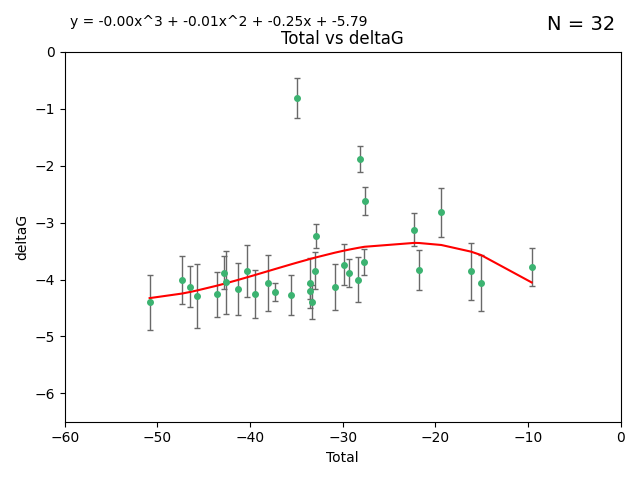 y = -0.00x^3 + -0.01x^2 + -0.25x + -5.79
N = 32
Total vs deltaG
0
−1
−2
−3
−4
−5
−6
deltaG
−60 −50 −40 −30 −20 −10 0
Total